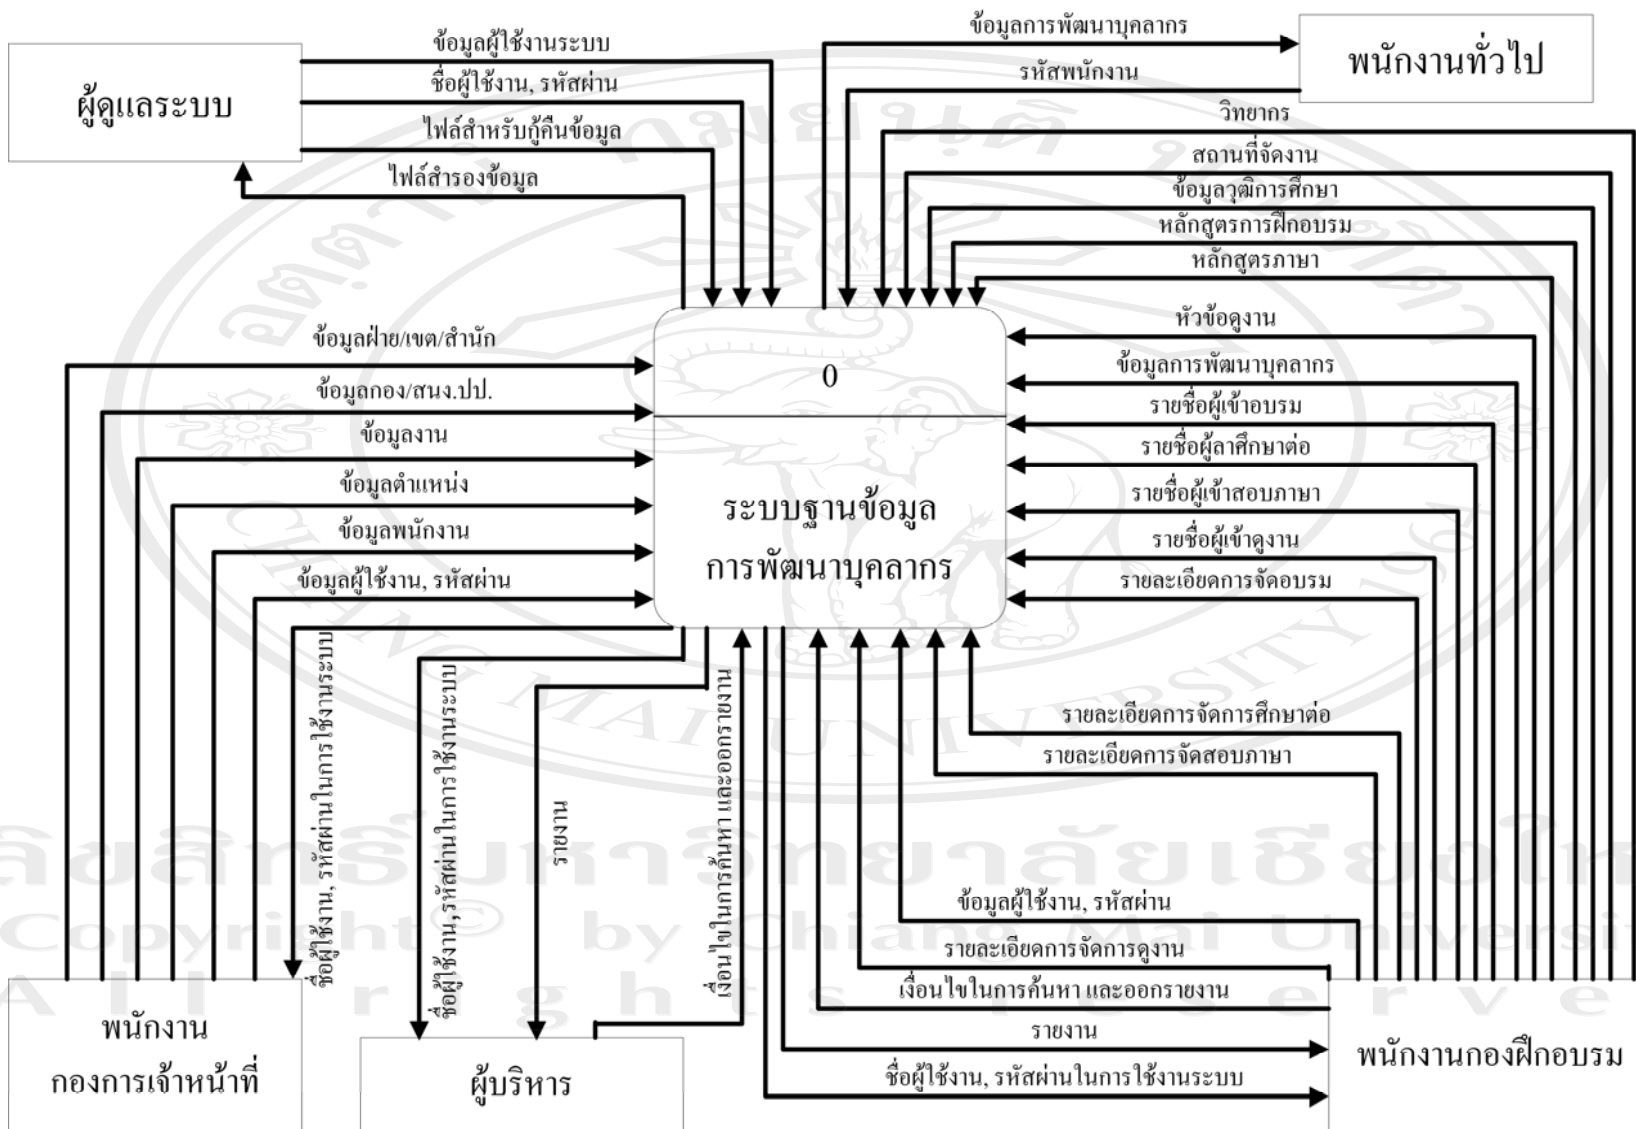 ผู้ดูแลระบบ
ข้อมูลผู้ใช้งานระบบ
ชื่อผู้ใช้งาน, รหัสผ่าน
ไฟล์สำหรับกู้คืนข้อมูล
ไฟล์สำรองข้อมูล
ข้อมูลการพัฒนาบุคลากร
รหัสพนักงาน
พนักงานทั่วไป
วิทยากร
สถานที่จัดงาน
ข้อมูลวุฒิการศึกษา
หลักสูตรการฝึกอบรม
หลักสูตรภาษา
ข้อมูลฝ่าย/เขต/สำนัก
ข้อมูลกอง/สนง.ปป.
ข้อมูลงาน
ข้อมูลตำแหน่ง
ข้อมูลพนักงาน
ข้อมูลผู้ใช้งาน, รหัสผ่าน
0
ระบบฐานข้อมูล
การพัฒนาบุคลากร
หัวข้อดูงาน
ข้อมูลการพัฒนาบุคลากร
รายชื่อผู้เข้าอบรม
รายชื่อผู้ลาศึกษาต่อ
รายชื่อผู้เข้าสอบภาษา
รายชื่อผู้เข้าดูงาน
รายละเอียดการจัดอบรม
ชื่อผู้ใช้งาน, รหัสผ่านในการใช้งานระบบ
ชื่อผู้ใช้งาน,รหัสผ่านในการใช้งานระบบ
รายงาน
เงื่อนไขในการค้นหา และออกรายงาน
รายละเอียดการจัดการศึกษาต่อ
รายละเอียดการจัดสอบภาษา
ข้อมูลผู้ใช้งาน, รหัสผ่าน
รายละเอียดการจัดการดูงาน
เงื่อนไขในการค้นหา และออกรายงาน
รายงาน
ชื่อผู้ใช้งาน, รหัสผ่านในการใช้งานระบบ
พนักงาน
กองการเจ้าหน้าที่
ผู้บริหาร
พนักงานกองฝึกอบรม
CHIANG MAI UNIVERSITY 1964
Copyright© by Chiang Mai Universit
All rights reserve